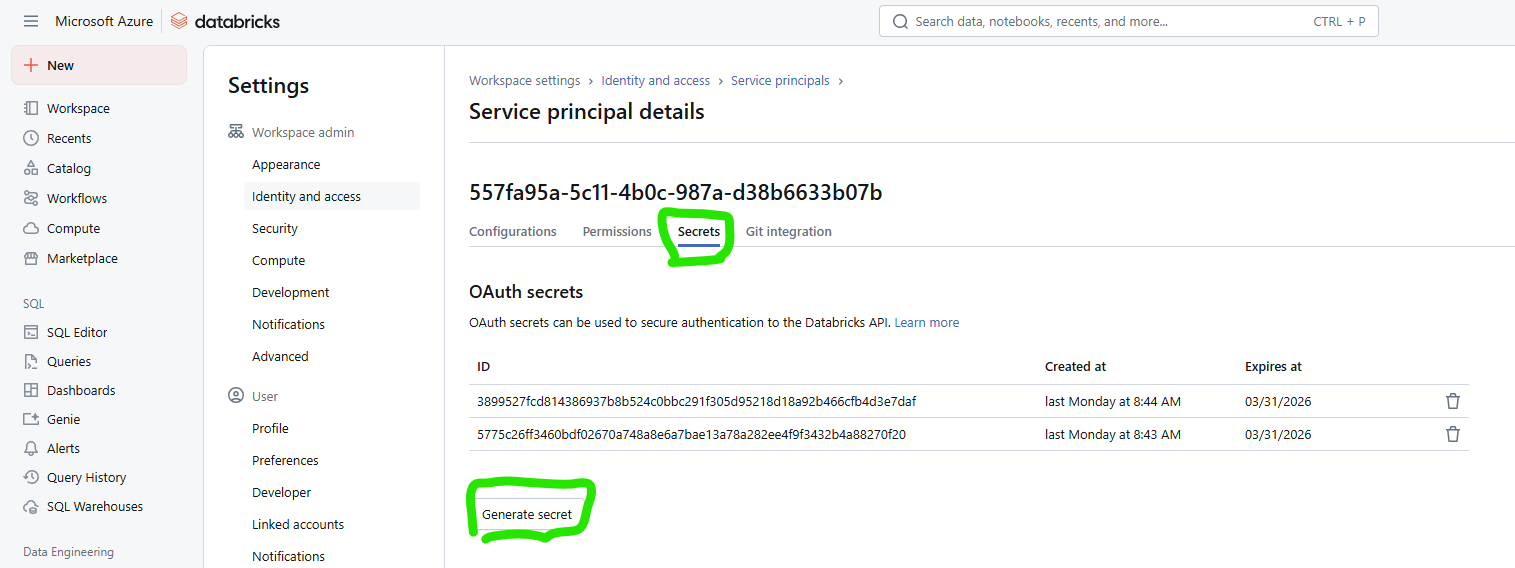 Microsoft Azure databricks Search data, notebooks, recents, and more... CTRL + P
New
Workspace
Recents
Catalog
Workflows
Compute
Marketplace
SQL
SQL Editor
Queries
Dashboards
Genie
Alerts
Query History
SQL Warehouses
Data Engineering
Settings
Workspace admin
Appearance
Identity and access
Security
Compute
Development
Notifications
Advanced
User
Profile
Preferences
Developer
Linked accounts
Notifications
Workspace settings › Identity and access › Service principals ›
Service principal details
557fa95a-5c11-4b0c-987a-d38b6633b07b
Configurations Permissions Secrets Git integration
OAuth secrets
OAuth secrets can be used to secure authentication to the Databricks API. Learn more
ID Created at Expires at
3899527fcd814386937b8b524c0bbc291f305d95218d18a92b466cfb4d3e7daf last Monday at 8:44 AM 03/31/2026
5775c26ff3460bdf02670a748a8e6a7bae13a78a282ee4f9f3432b4a88270f20 last Monday at 8:43 AM 03/31/2026
Generate secret